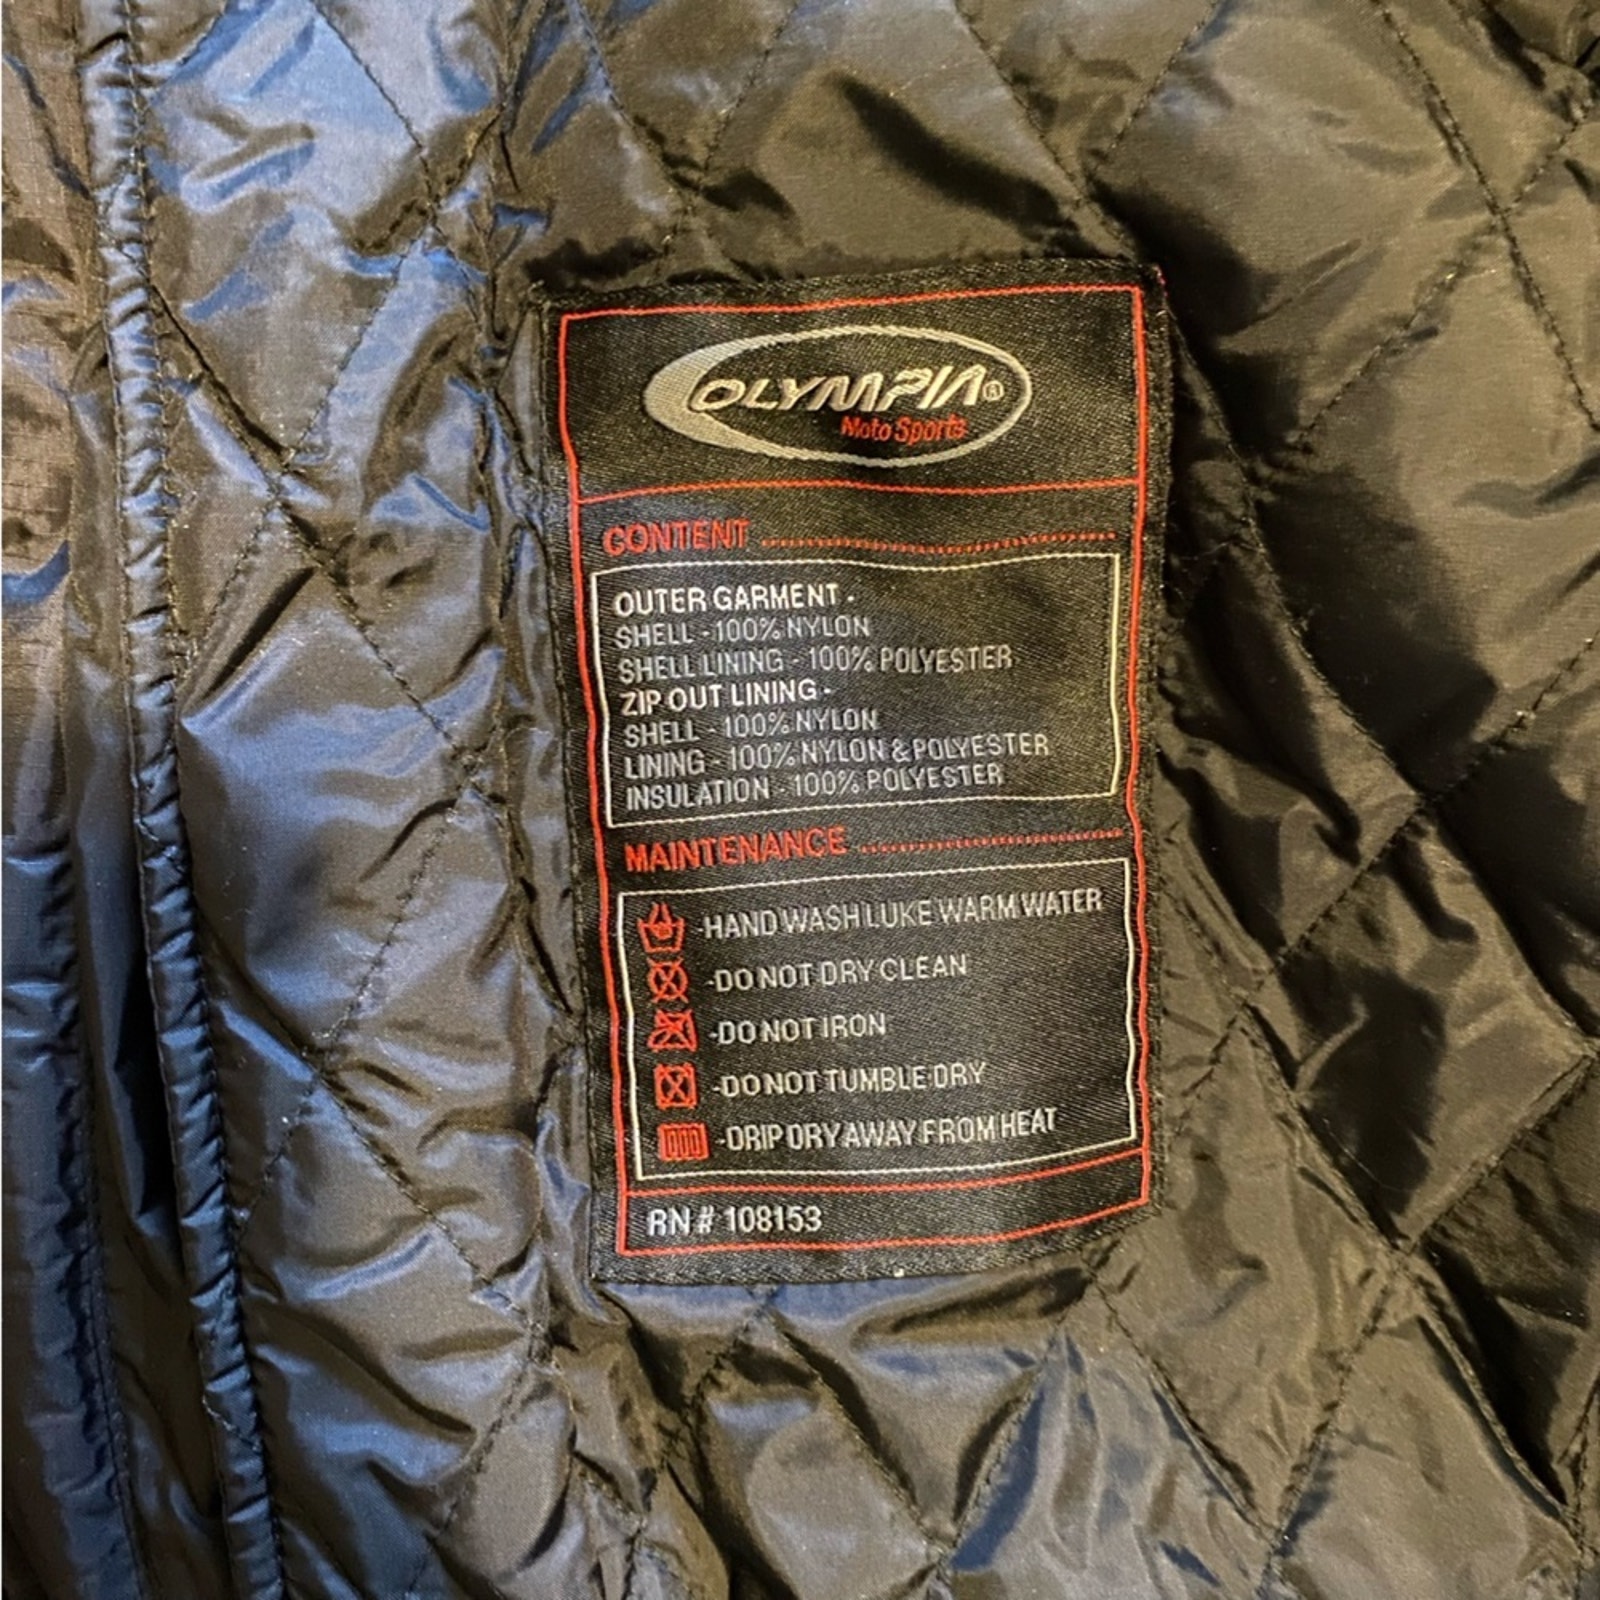 OLYMPIA®
Moto Sports
CONTENT
OUTER GARMENT -
SHELL - 100% NYLON
SHELL LINING - 100% POLYESTER
ZIP OUT LINING -
SHELL - 100% NYLON
LINING - 100% NYLON & POLYESTER
INSULATION - 100% POLYESTER
MAINTENANCE
-HAND WASH LUKE WARM WATER
-DO NOT DRY CLEAN
-DO NOT IRON
-DO NOT TUMBLE DRY
-DRIP DRY AWAY FROM HEAT
RN # 108153